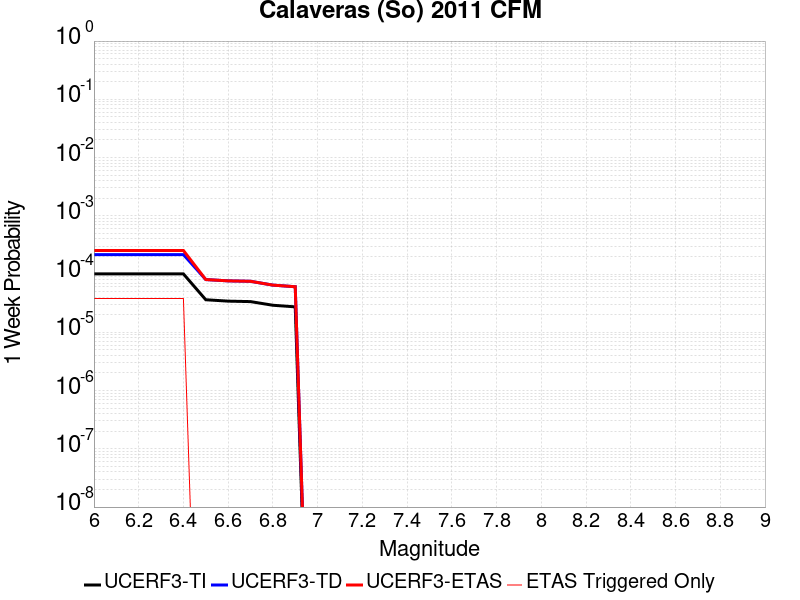 Calaveras (So) 2011 CFM
10^0
10^-1
10^-2
10^-3
10^-4
10^-5
10^-6
10^-7
10^-8
1 Week Probability
6 6.2 6.4 6.6 6.8 7 7.2 7.4 7.6 7.8 8 8.2 8.4 8.6 8.8 9
Magnitude
UCERF3-TI UCERF3-TD UCERF3-ETAS ETAS Triggered Only